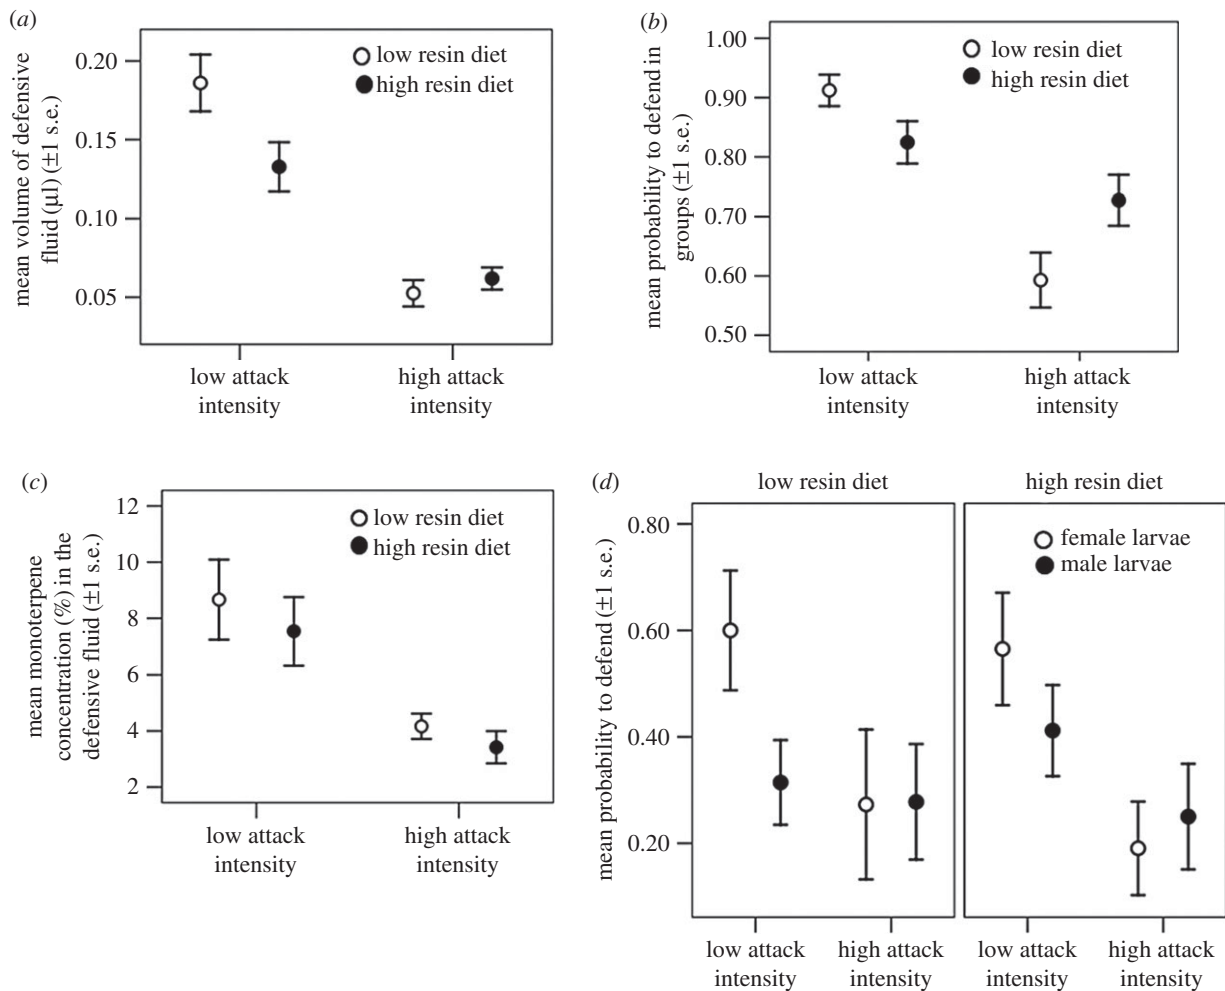 (a)
mean volume of defensive
fluid (µl) (±1 s.e.)
0.20
0.15
0.10
0.05
low resin diet
high resin diet
low attack
intensity
high attack
intensity
(b)
mean probability to defend in
groups (±1 s.e.)
1.00
0.90
0.80
0.70
0.60
0.50
low resin diet
high resin diet
low attack
intensity
high attack
intensity
(c)
mean monoterpene
concentration (%) in the
defensive fluid (±1 s.e.)
12
10
8
6
4
2
low resin diet
high resin diet
low attack
intensity
high attack
intensity
(d)
low resin diet
high resin diet
mean probability to defend (±1 s.e.)
0.80
0.60
0.40
0.20
female larvae
male larvae
low attack
intensity
high attack
intensity
low attack
intensity
high attack
intensity